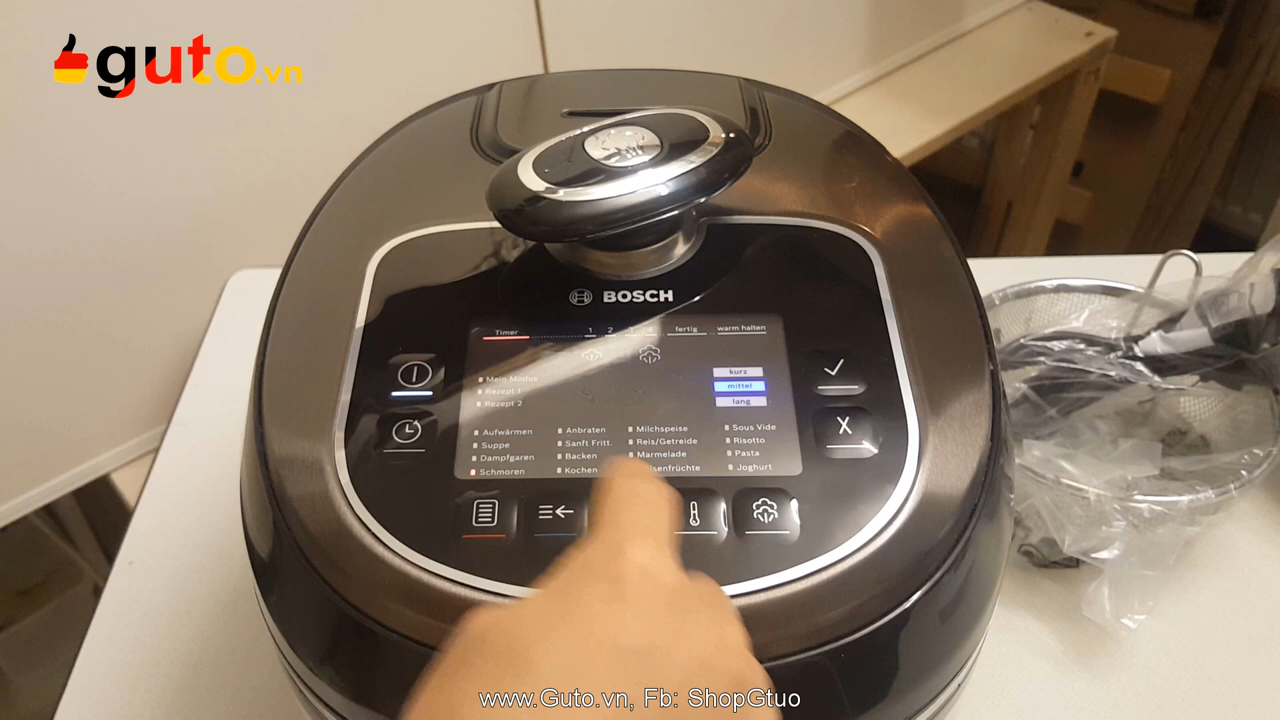 guto.vn
BOSCH
Timer 1 2 3 4 fertig warm halten
kurz
Mein Modus
mittel
Rezept 1
lang
Rezept 2
Aufwärmen Anbraten Milchspeise Sous Vide
Suppe Sanft Fritt. Reis/Getreide Risotto
Dampfgaren Backen Marmelade Pasta
Schmoren Kochen Joghurt
www.Guto.vn, Fb: ShopGtuo